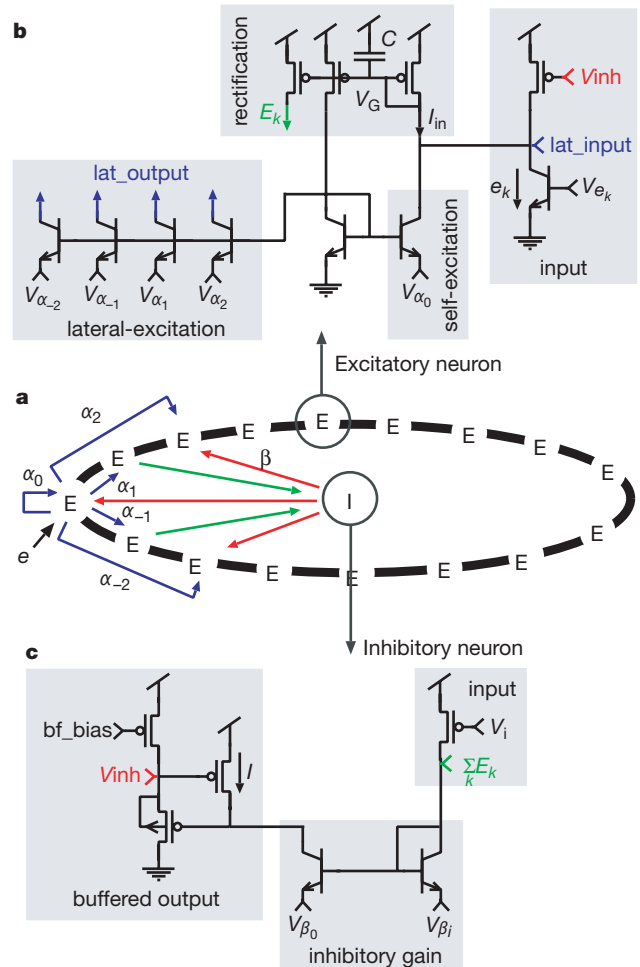 b
rectification
C
V_G
E_k
I_in
Vinh
lat_input
e_k
V_{e_k}
input
lat_output
V_{α_{-2}} V_{α_{-1}} V_{α_1} V_{α_2}
lateral-excitation
V_{α_0}
self-excitation
Excitatory neuron
a
α_2
α_0
α_1
α_{-1}
α_{-2}
β
e
E E E E E E E E E E E E E E E E E E
I
Inhibitory neuron
c
bf_bias
Vinh
I
buffered output
input
V_i
Σ_k E_k
V_{β_0}
V_{β_i}
inhibitory gain